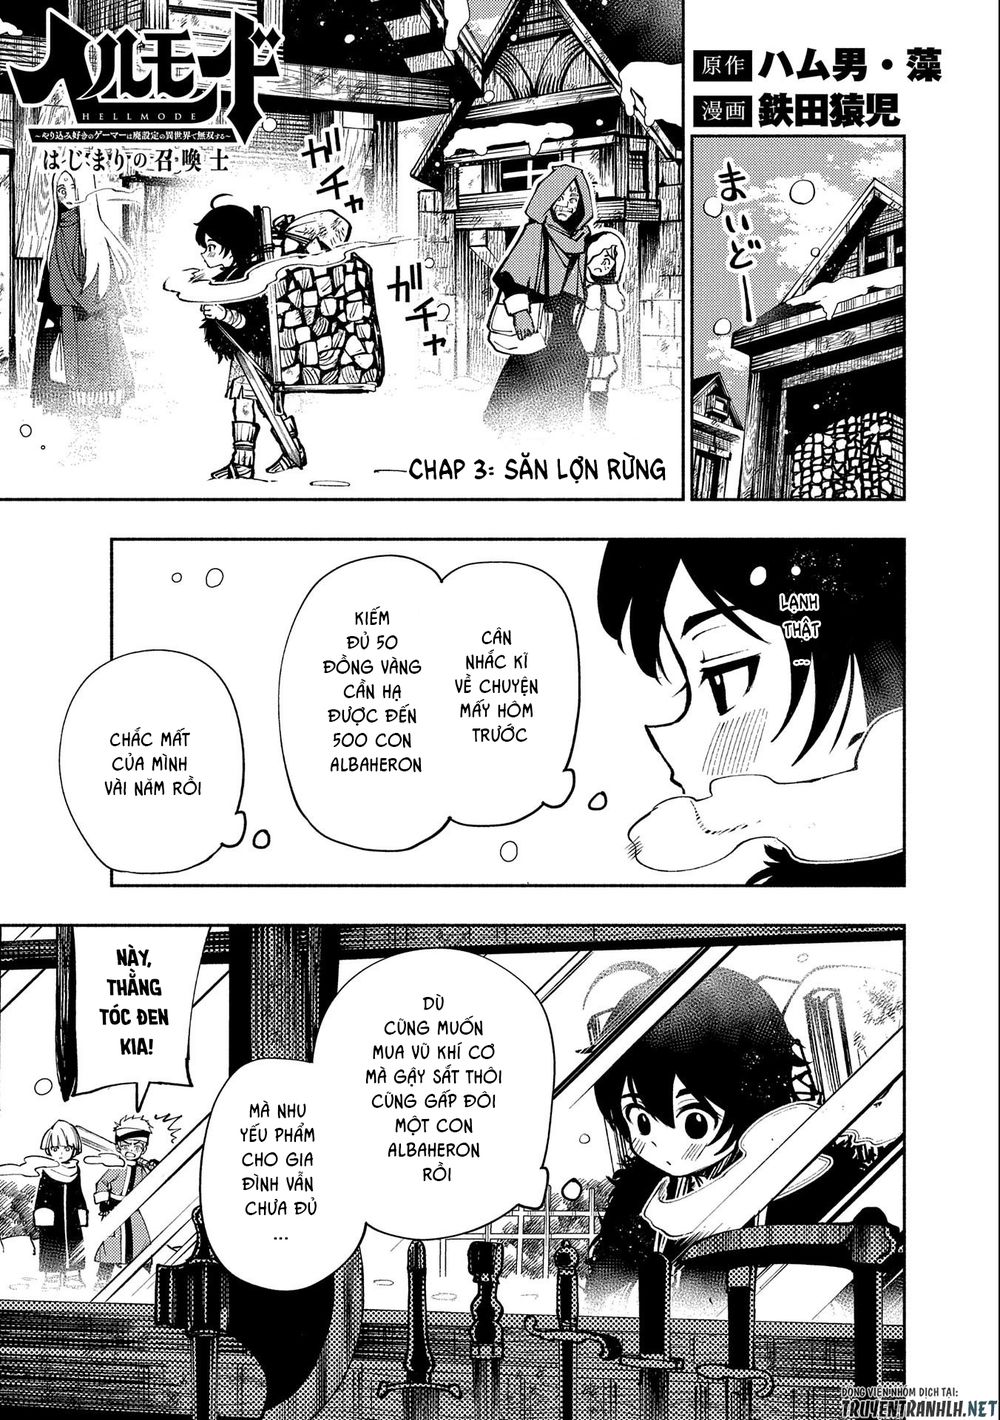 原作 ハム男・藻
漫画 鉄田猿児
ヘルモード
HELLMODE
～やり込み好きのゲーマーは廃設定の異世界で無双する～
はじまりの召喚士
まいどー
ガチャ
ガチャ
CHAP 3: SĂN LỢN RỪNG
LẠNH
THẬT
...
CÂN
NHẮC KĨ
VỀ CHUYỆN
MẤY HÔM
TRƯỚC
KIẾM
ĐỦ 50
ĐỒNG VÀNG
CẦN HẠ
ĐƯỢC ĐẾN
500 CON
ALBAHERON
CHẮC MẤT
CỦA MÌNH
VÀI NĂM RỒI
DÙ
CŨNG MUỐN
MUA VŨ KHÍ CƠ
MÀ GẬY SẮT THÔI
CŨNG GẤP ĐÔI
MỘT CON
ALBAHERON
RỒI
MÀ NHU
YẾU PHẨM
CHO GIA
ĐÌNH VẪN
CHƯA ĐỦ
...
NÀY,
THẰNG
TÓC ĐEN
KIA!
ĐỘNG VIÊN NHÓM DỊCH TẠI:
TRUYENTRANHLH.NET